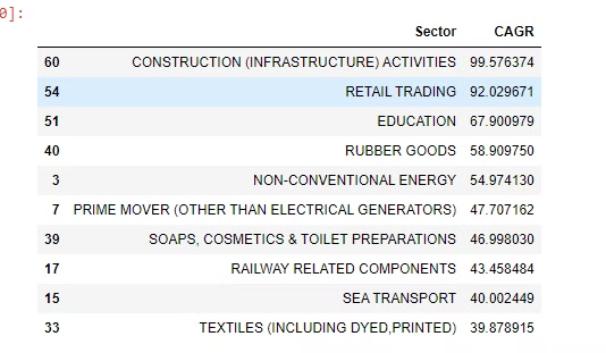 0]:
Sector CAGR
60 CONSTRUCTION (INFRASTRUCTURE) ACTIVITIES 99.576374
54 RETAIL TRADING 92.029671
51 EDUCATION 67.900979
40 RUBBER GOODS 58.909750
3 NON-CONVENTIONAL ENERGY 54.974130
7 PRIME MOVER (OTHER THAN ELECTRICAL GENERATORS) 47.707162
39 SOAPS, COSMETICS & TOILET PREPARATIONS 46.998030
17 RAILWAY RELATED COMPONENTS 43.458484
15 SEA TRANSPORT 40.002449
33 TEXTILES (INCLUDING DYED,PRINTED) 39.878915